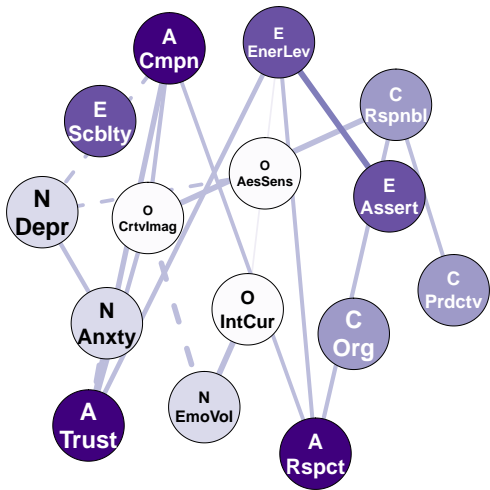 A
Cmpn
E
EnerLev
E
Scblty
C
Rspnbl
O
AesSens
E
Assert
N
Depr
O
CrtvImag
C
Prdctv
O
IntCur
N
Anxty
C
Org
N
EmoVol
A
Trust
A
Rspct